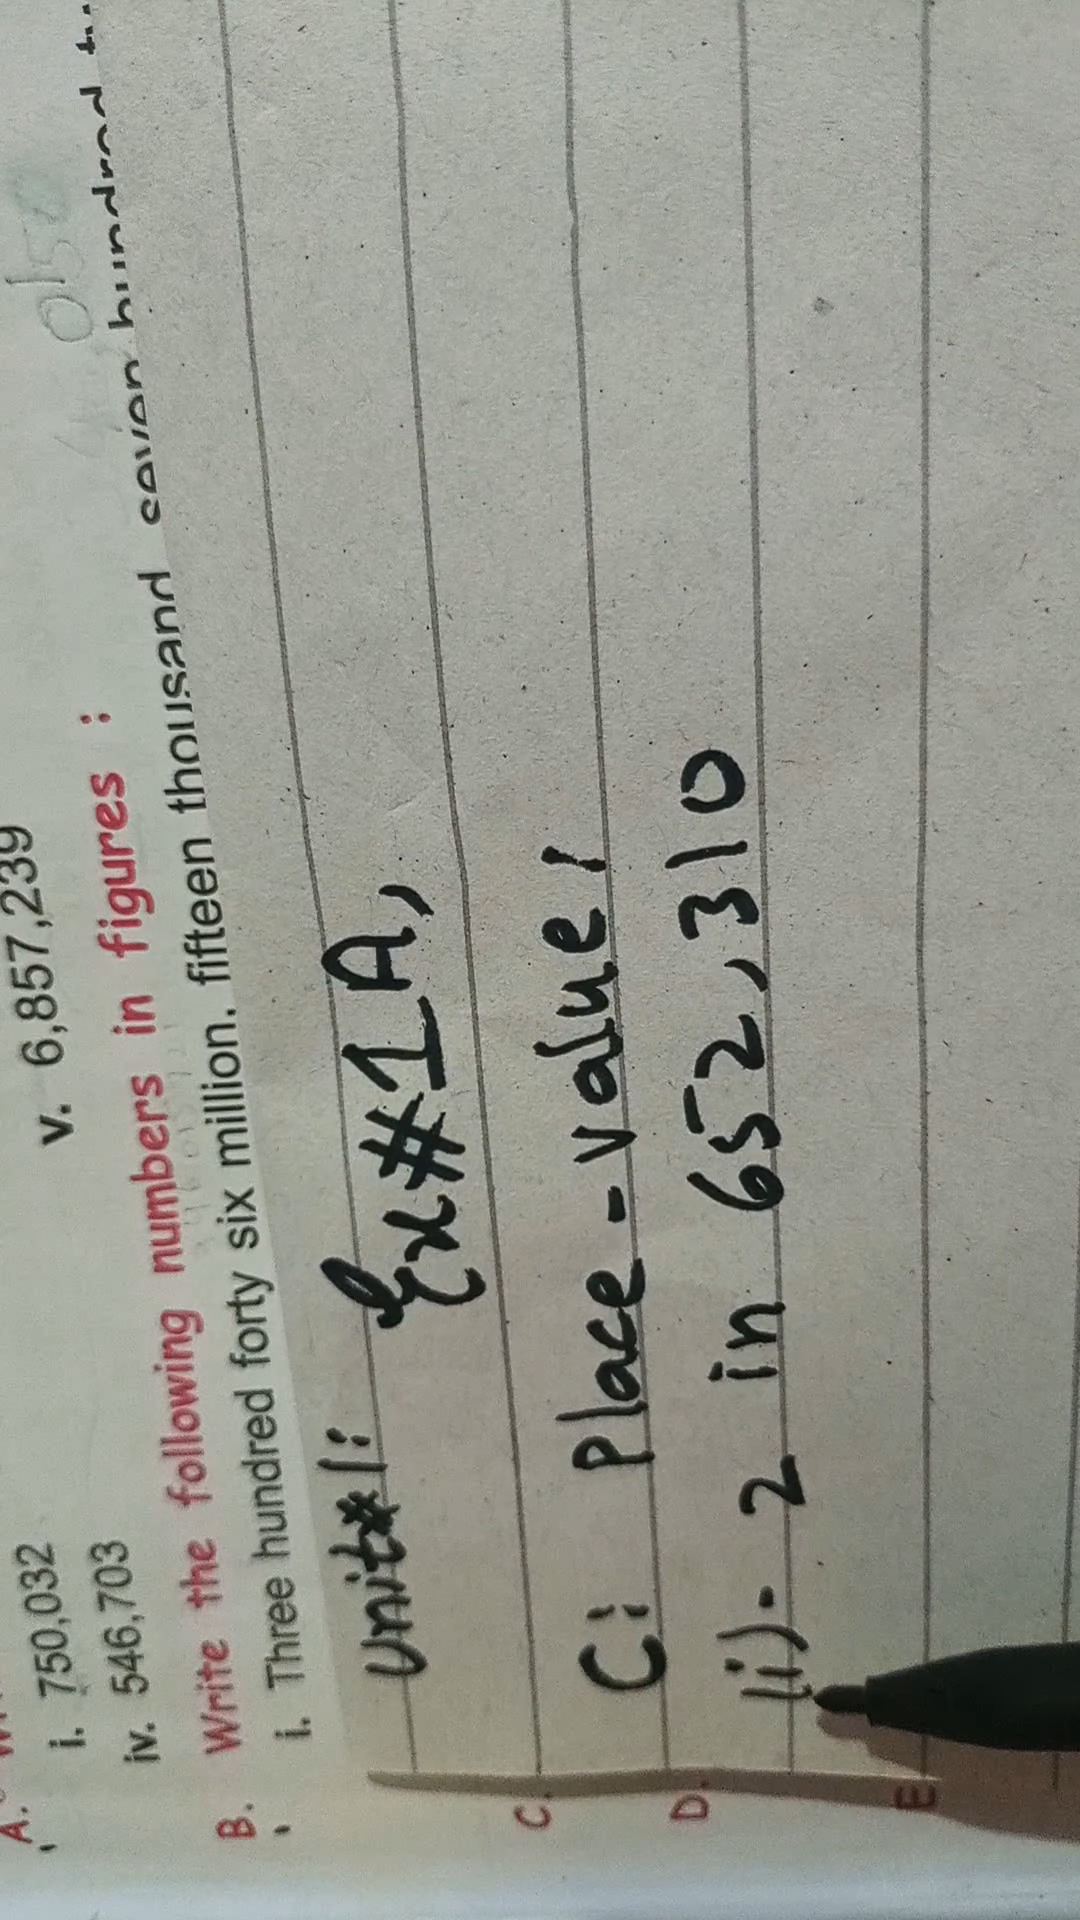 A.
i. 750,032 v. 6,857,239
iv. 546,703
B. Write the following numbers in figures :
i. Three hundred forty six million. fifteen thousand seven hundred
Unit#1: Ex#1A,
C. C: Place-value,
D. ii)- 2 in 652,310
E